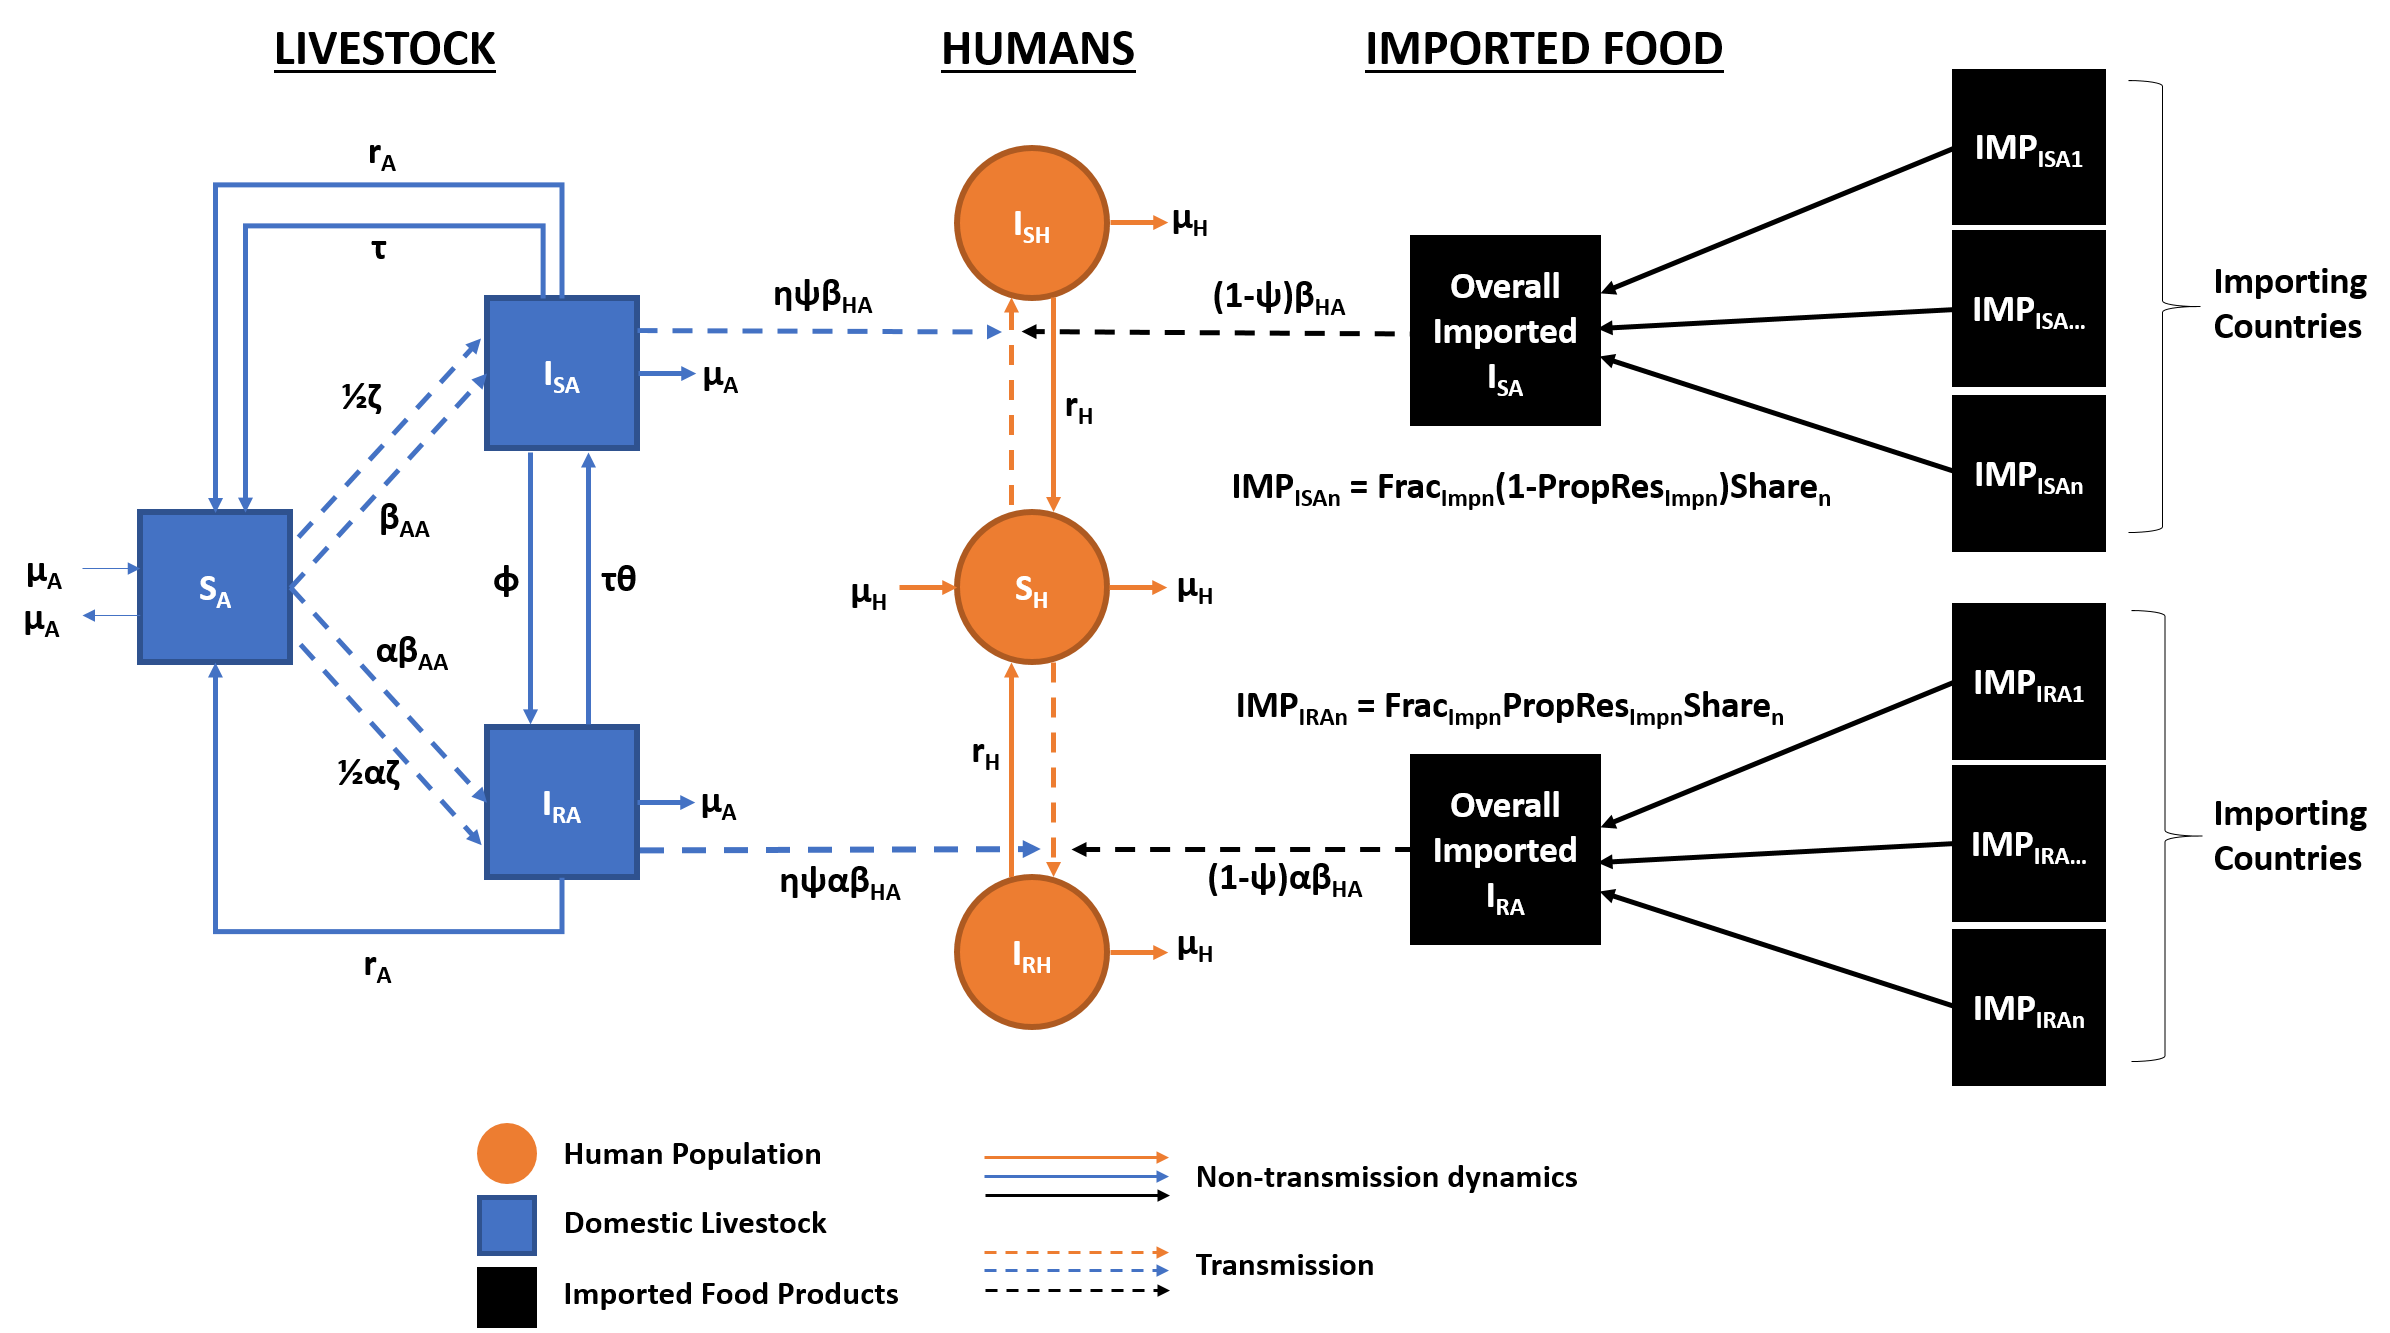 LIVESTOCK
HUMANS
IMPORTED FOOD
rA
τ
ISA
μA
½ζ
βAA
SA
μA
μA
ϕ
τθ
αβAA
½αζ
IRA
μA
rA
ηψβHA
ηψαβHA
ISH
μH
rH
μH
SH
μH
rH
IRH
μH
(1-ψ)βHA
Overall
Imported
ISA
IMPISAn = FracImpn(1-PropResImpn)Sharen
IMPIRAn = FracImpnPropResImpnSharen
(1-ψ)αβHA
Overall
Imported
IRA
IMPISA1
IMPISA...
IMPISAn
Importing
Countries
IMPIRA1
IMPIRA...
IMPIRAn
Importing
Countries
Human Population
Domestic Livestock
Imported Food Products
Non-transmission dynamics
Transmission